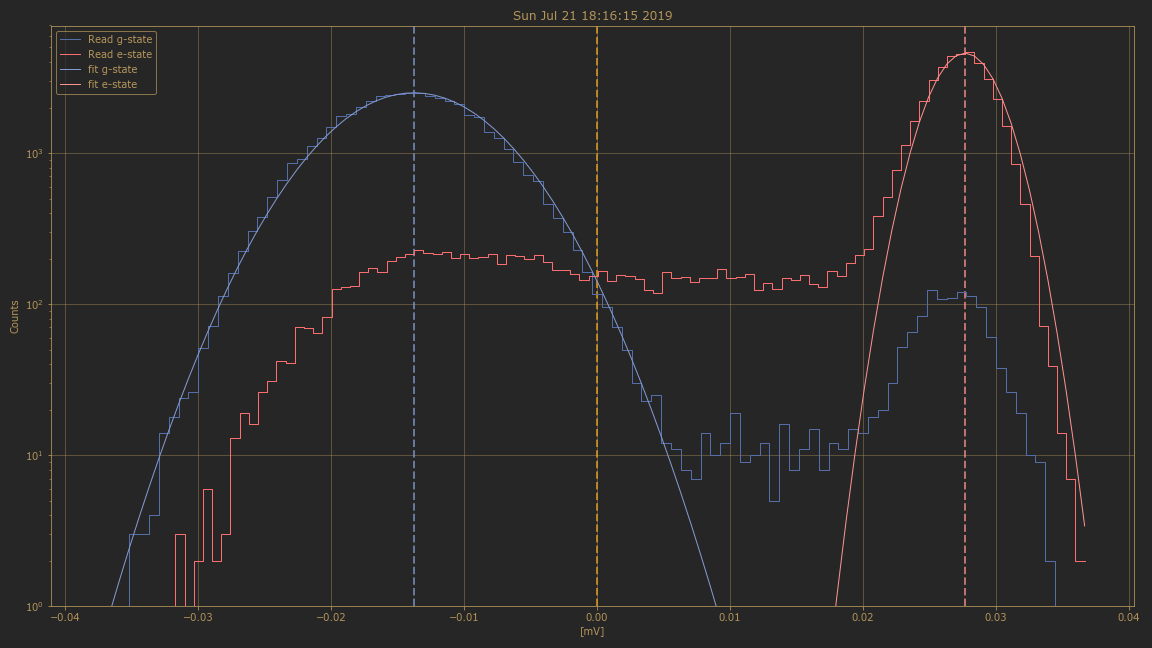 Sun Jul 21 18:16:15 2019
Read g-state
Read e-state
fit g-state
fit e-state
Counts
10³
10²
10¹
10⁰
−0.04 −0.03 −0.02 −0.01 0.00 0.01 0.02 0.03 0.04
[mV]